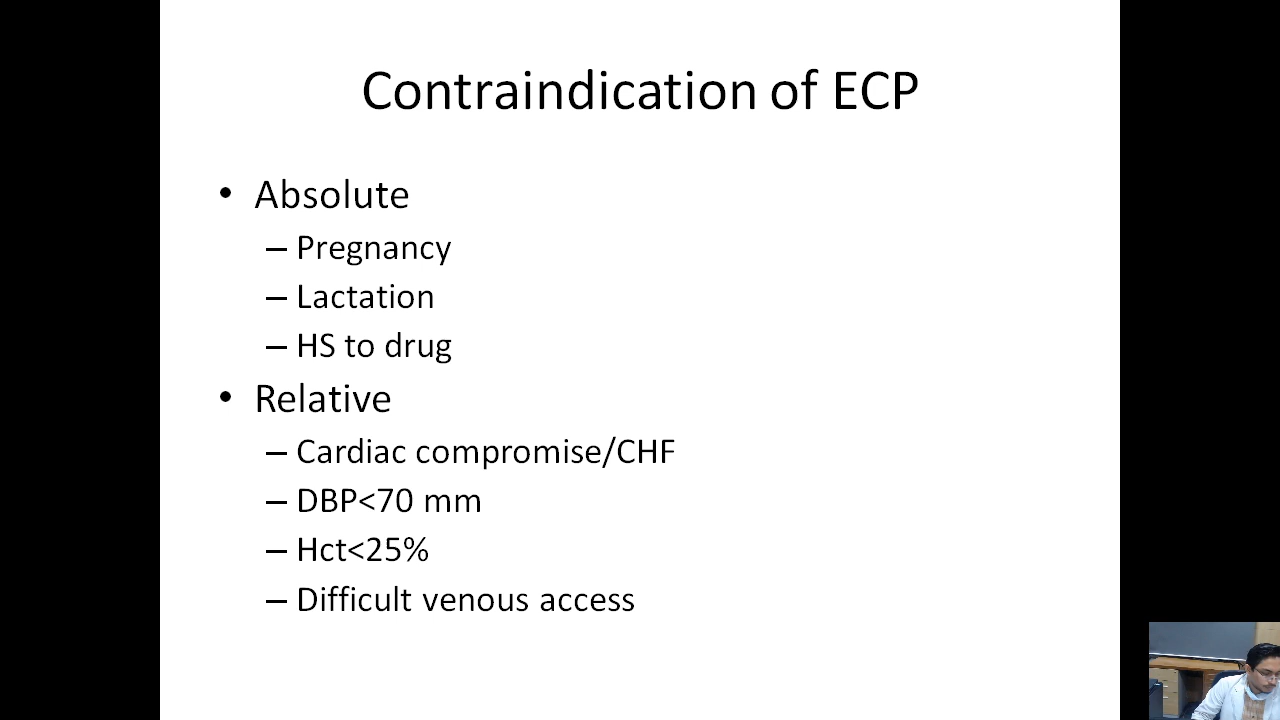 Contraindication of ECP
• Absolute
– Pregnancy
– Lactation
– HS to drug
• Relative
– Cardiac compromise/CHF
– DBP<70 mm
– Hct<25%
– Difficult venous access